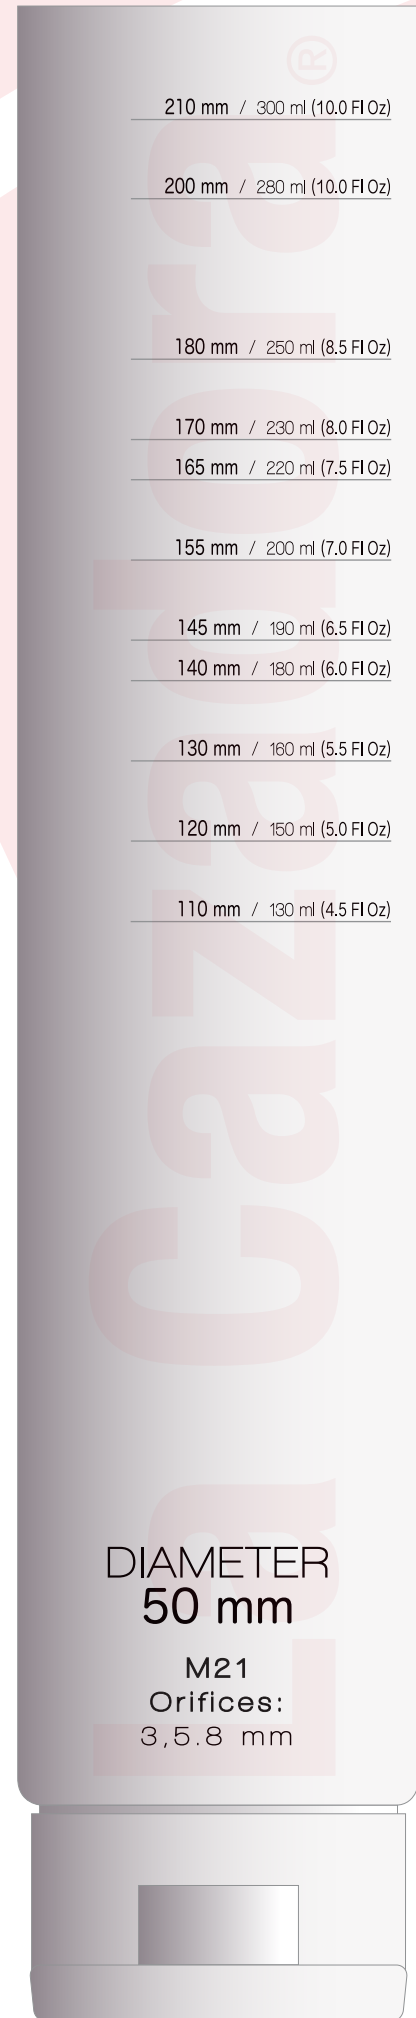 ®
210 mm / 300 ml (10.0 Fl Oz)
200 mm / 280 ml (10.0 Fl Oz)
180 mm / 250 ml (8.5 Fl Oz)
170 mm / 230 ml (8.0 Fl Oz)
165 mm / 220 ml (7.5 Fl Oz)
155 mm / 200 ml (7.0 Fl Oz)
145 mm / 190 ml (6.5 Fl Oz)
140 mm / 180 ml (6.0 Fl Oz)
130 mm / 160 ml (5.5 Fl Oz)
120 mm / 150 ml (5.0 Fl Oz)
110 mm / 130 ml (4.5 Fl Oz)
La Cazadora
DIAMETER
50 mm
M21
Orifices:
3,5.8 mm